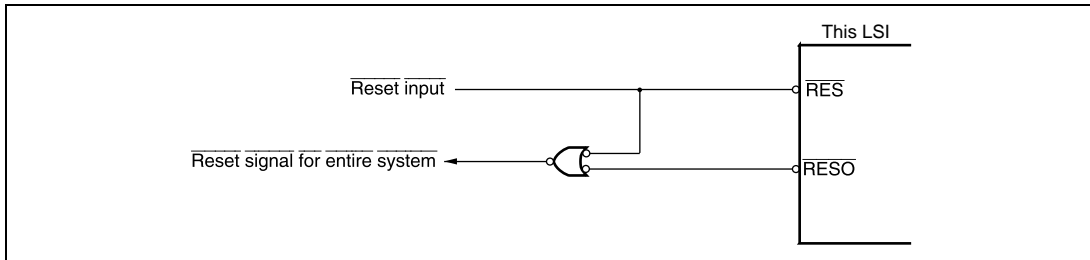 This LSI
Reset input
RES
Reset signal for entire system
RESO